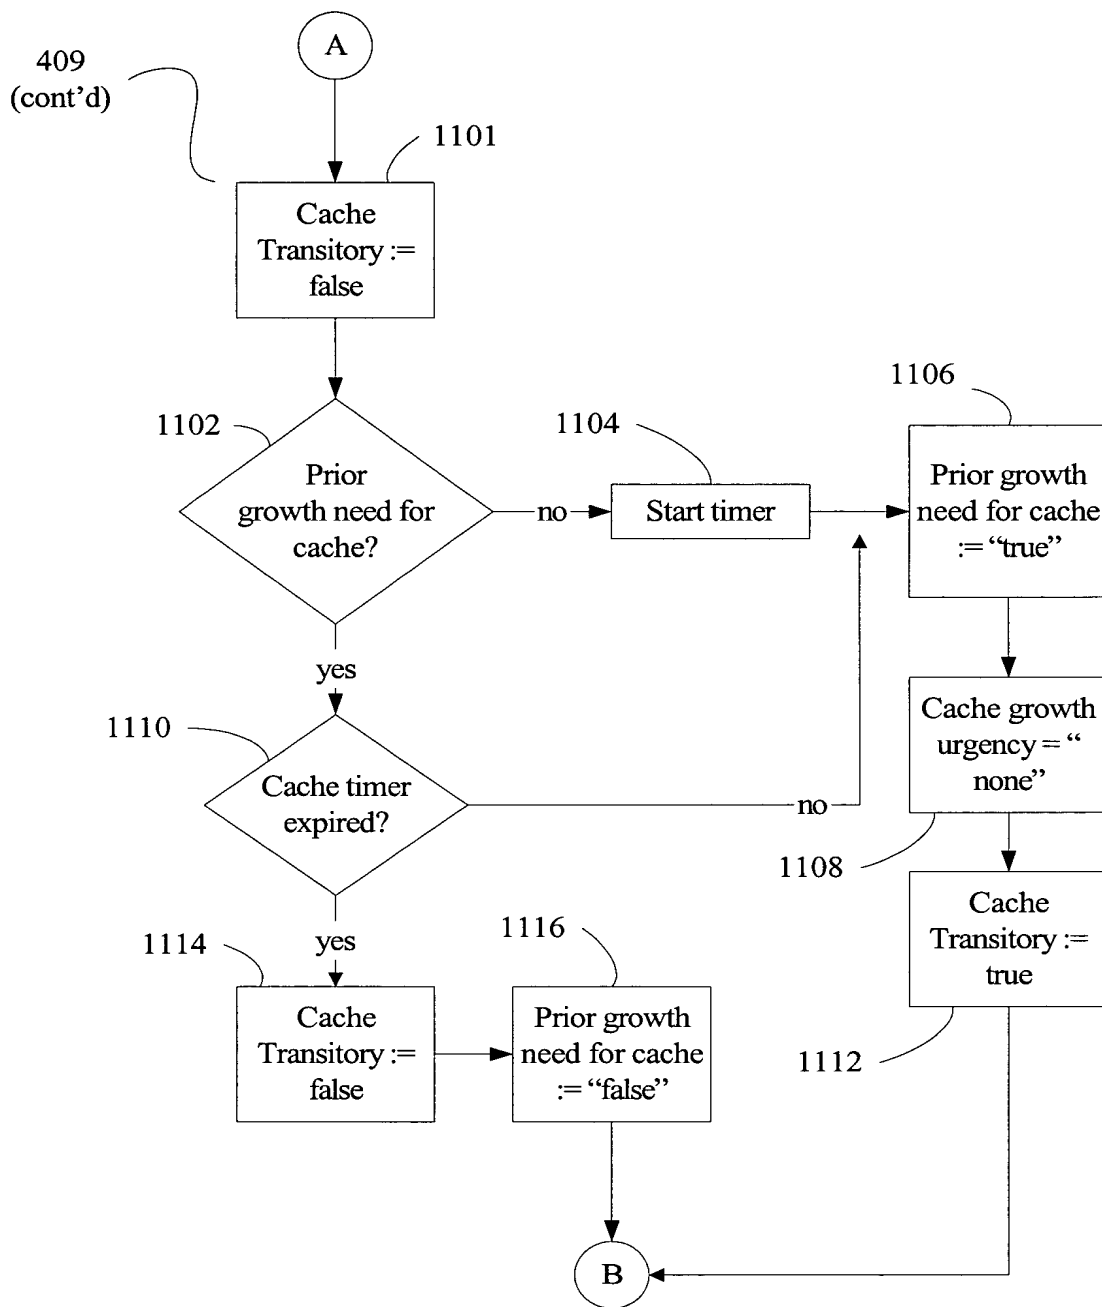 A
409
(cont’d)
1101
Cache
Transitory :=
false
1102
Prior
growth need for
cache?
no
1104
Start timer
1106
Prior growth
need for cache
:= “true”
yes
1110
Cache timer
expired?
no
Cache growth
urgency = “
none”
1108
yes
1114
Cache
Transitory :=
false
1116
Prior growth
need for cache
:= “false”
Cache
Transitory :=
true
1112
B